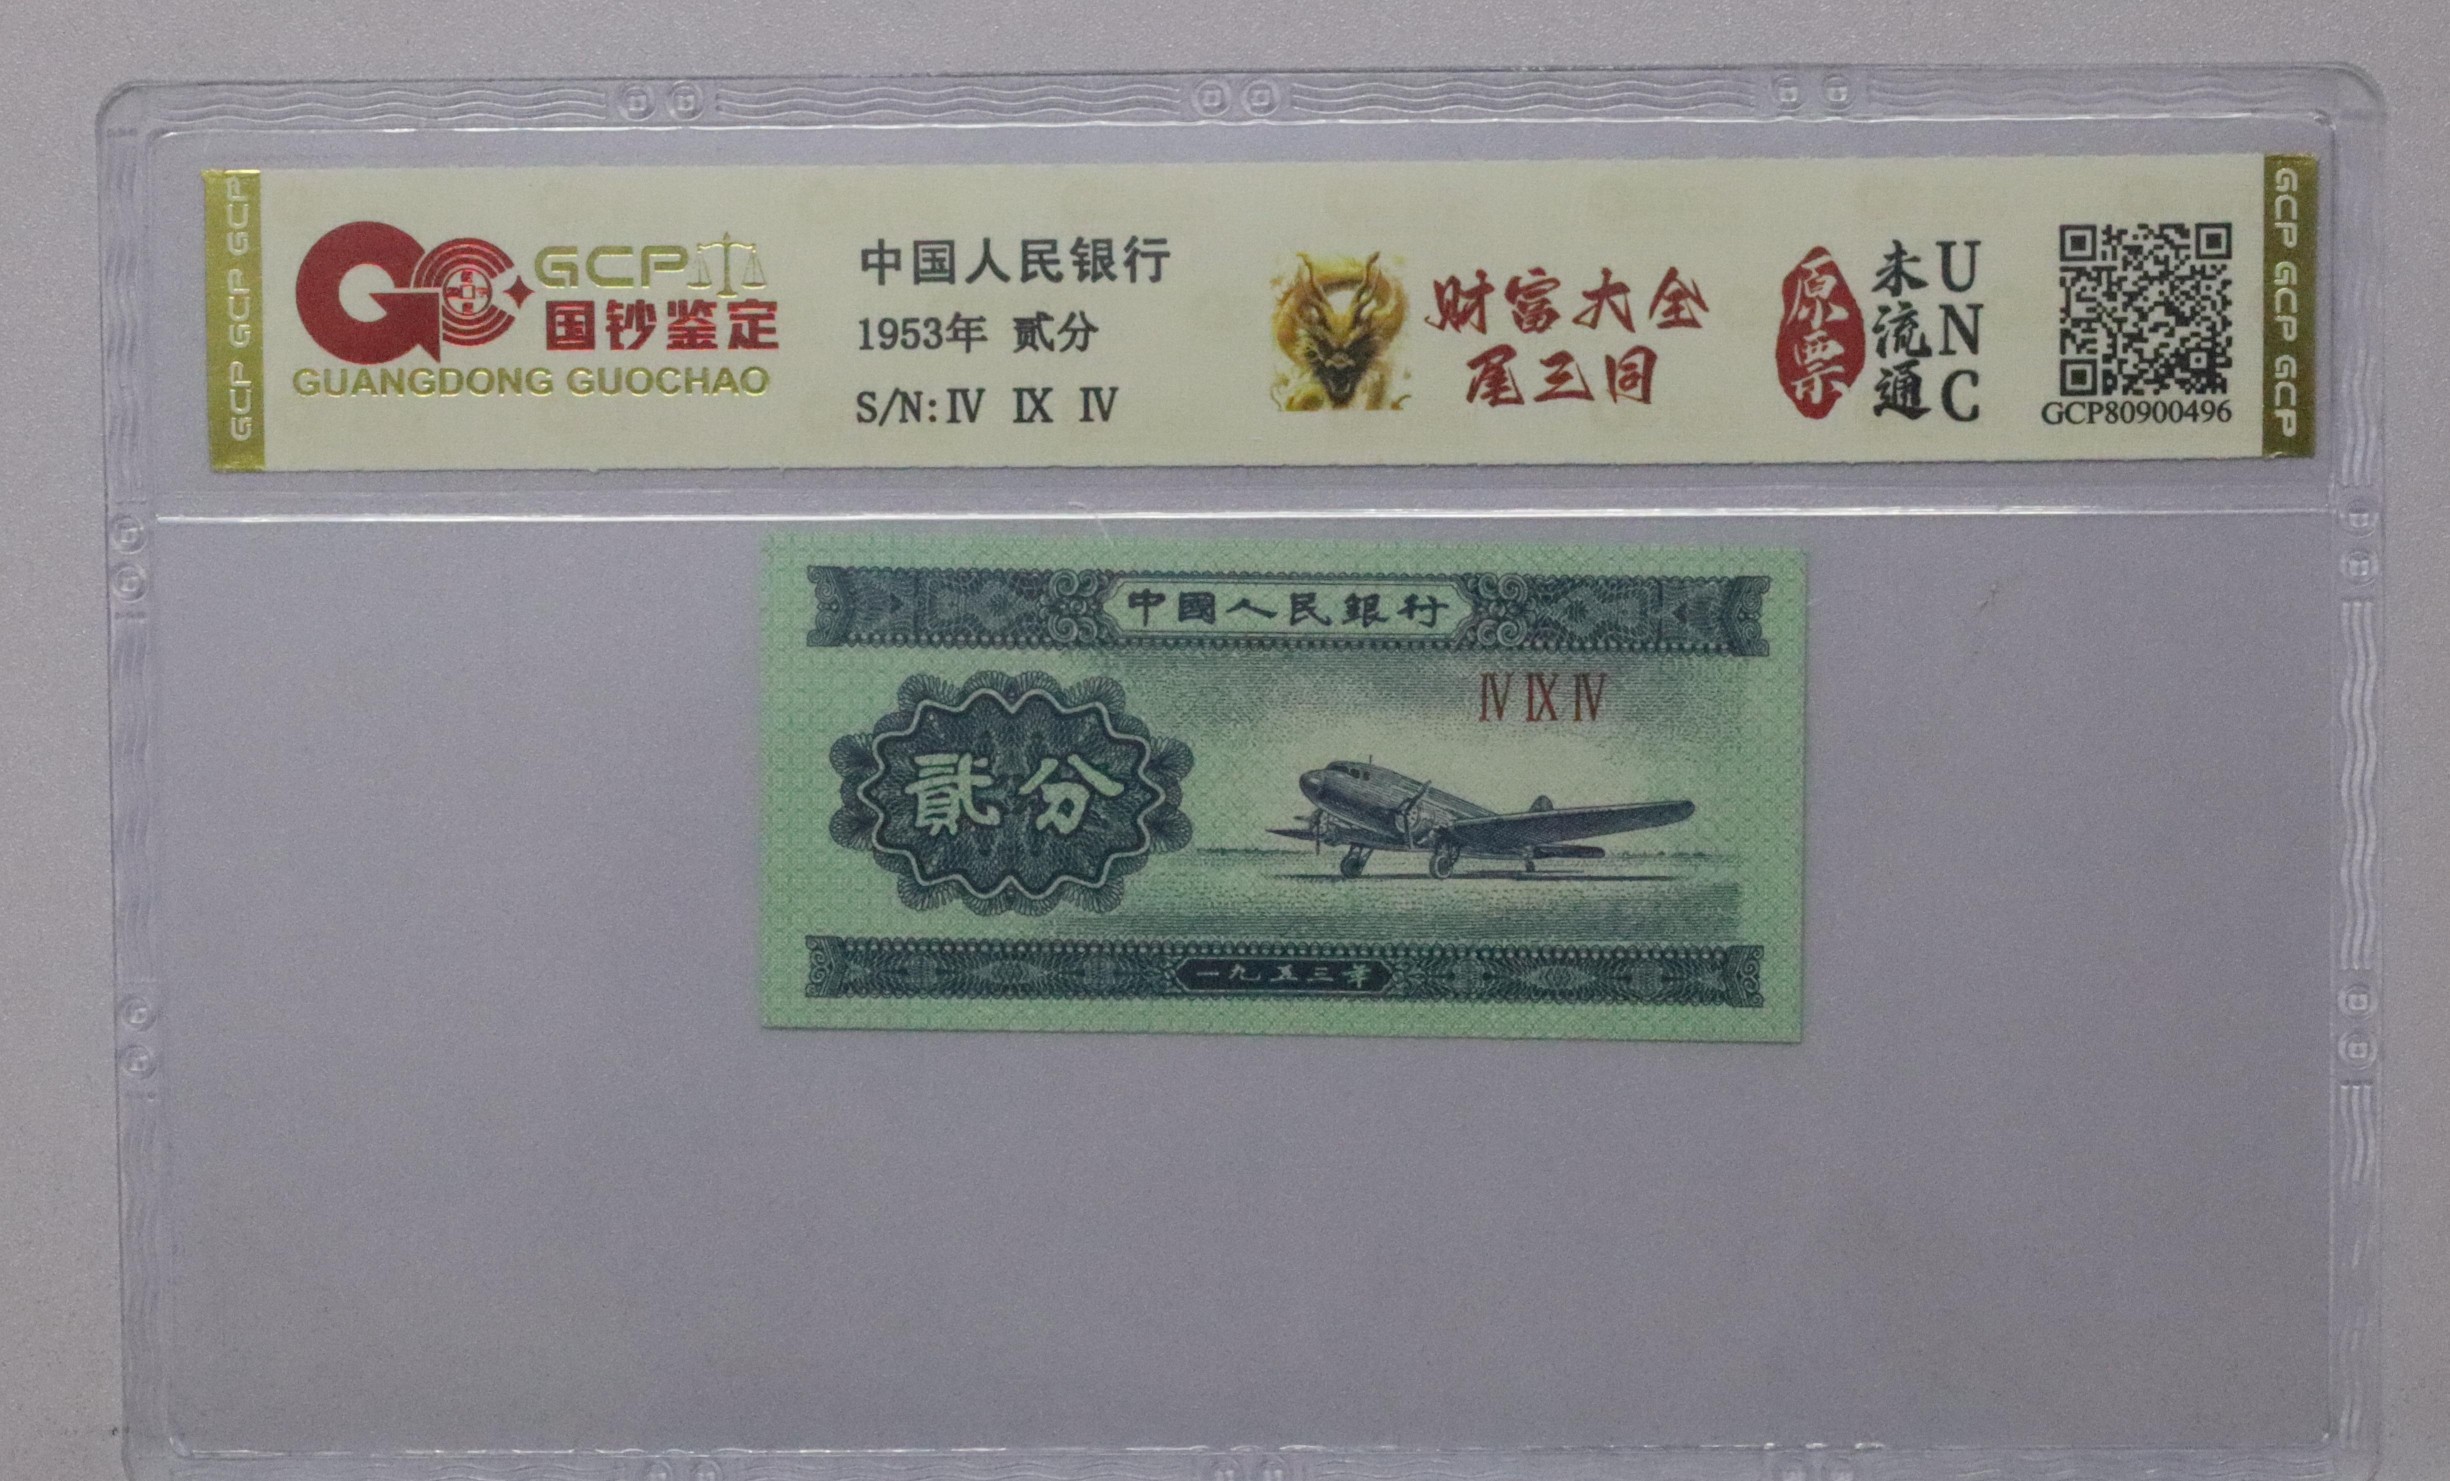 GCP GCP GCP
GCP
国钞鉴定
GUANGDONG GUOCHAO
中国人民银行
1953年 贰分
S/N:Ⅳ Ⅸ Ⅳ
财富大全
尾三同
原票
未流通
UNC
GCP80900496
GCP GCP GCP
中國人民銀行
Ⅳ Ⅸ Ⅳ
貳分
一九五三年